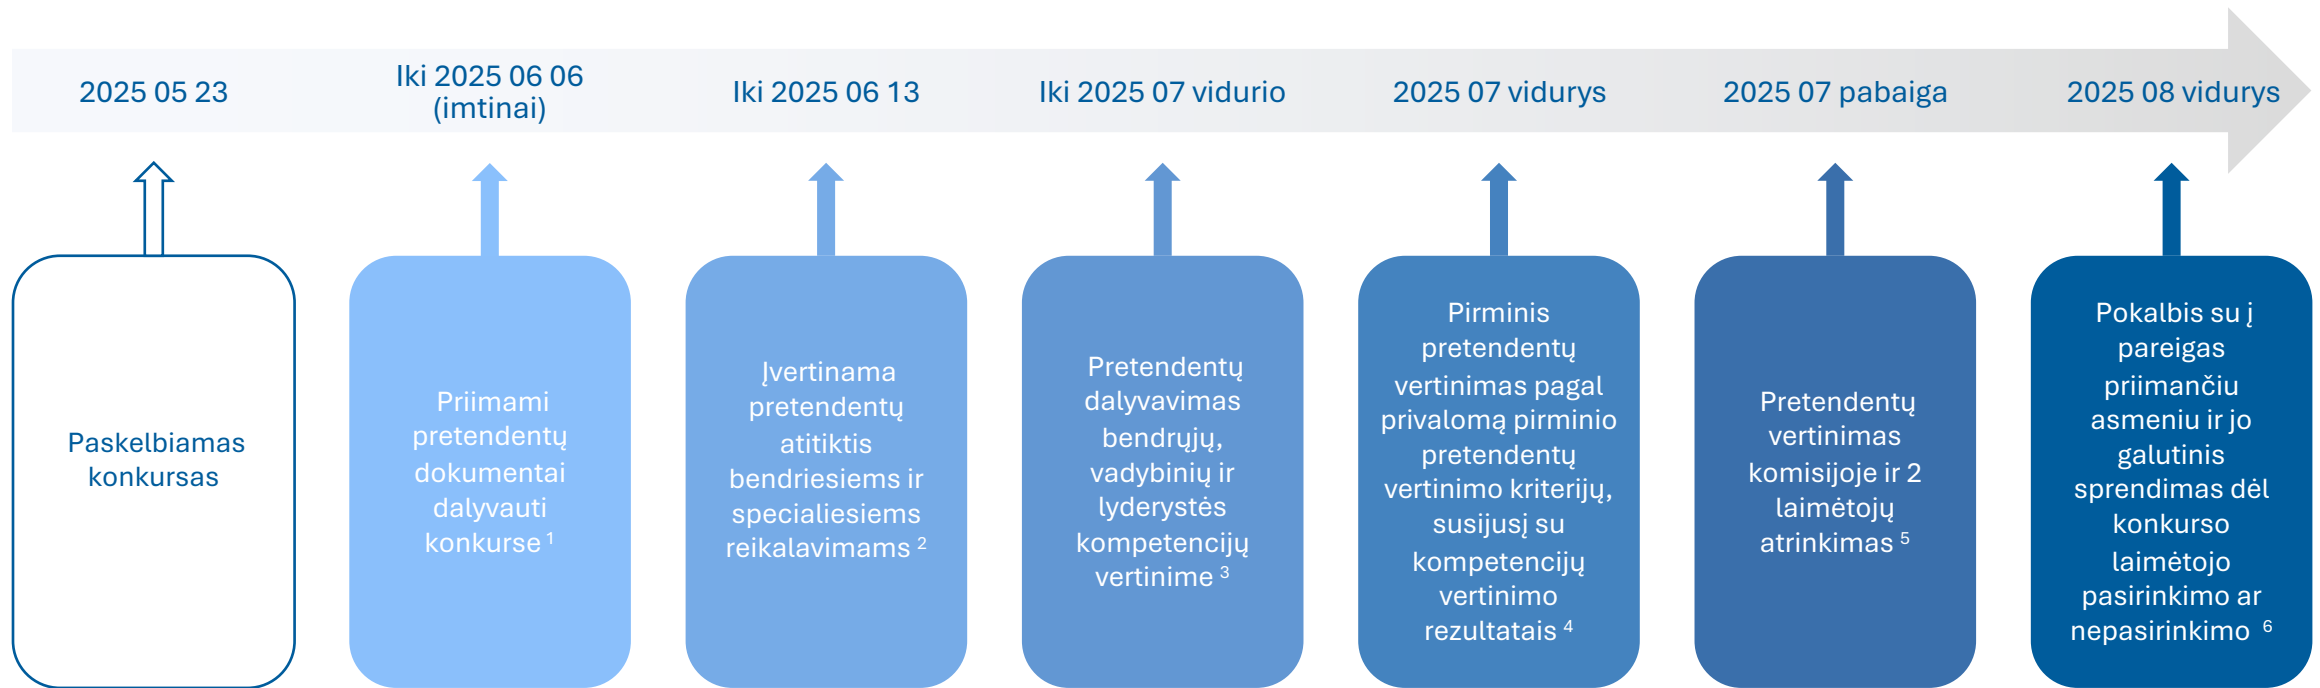 2025 05 23
Iki 2025 06 06
(imtinai)
Iki 2025 06 13
Iki 2025 07 vidurio
2025 07 vidurys
2025 07 pabaiga
2025 08 vidurys
Paskelbiamas
konkursas
Priimami
pretendentų
dokumentai
dalyvauti
konkurse 1
Įvertinama
pretendentų
atitiktis
bendriesiems ir
specialiesiems
reikalavimams 2
Pretendentų
dalyvavimas
bendrųjų,
vadybinių ir
lyderystės
kompetencijų
vertinime 3
Pirminis
pretendentų
vertinimas pagal
privalomą pirminio
pretendentų
vertinimo kriterijų,
susijusį su
kompetencijų
vertinimo
rezultatais 4
Pretendentų
vertinimas
komisijoje ir 2
laimėtojų
atrinkimas 5
Pokalbis su į
pareigas
priimančiu
asmeniu ir jo
galutinis
sprendimas dėl
konkurso
laimėtojo
pasirinkimo ar
nepasirinkimo 6